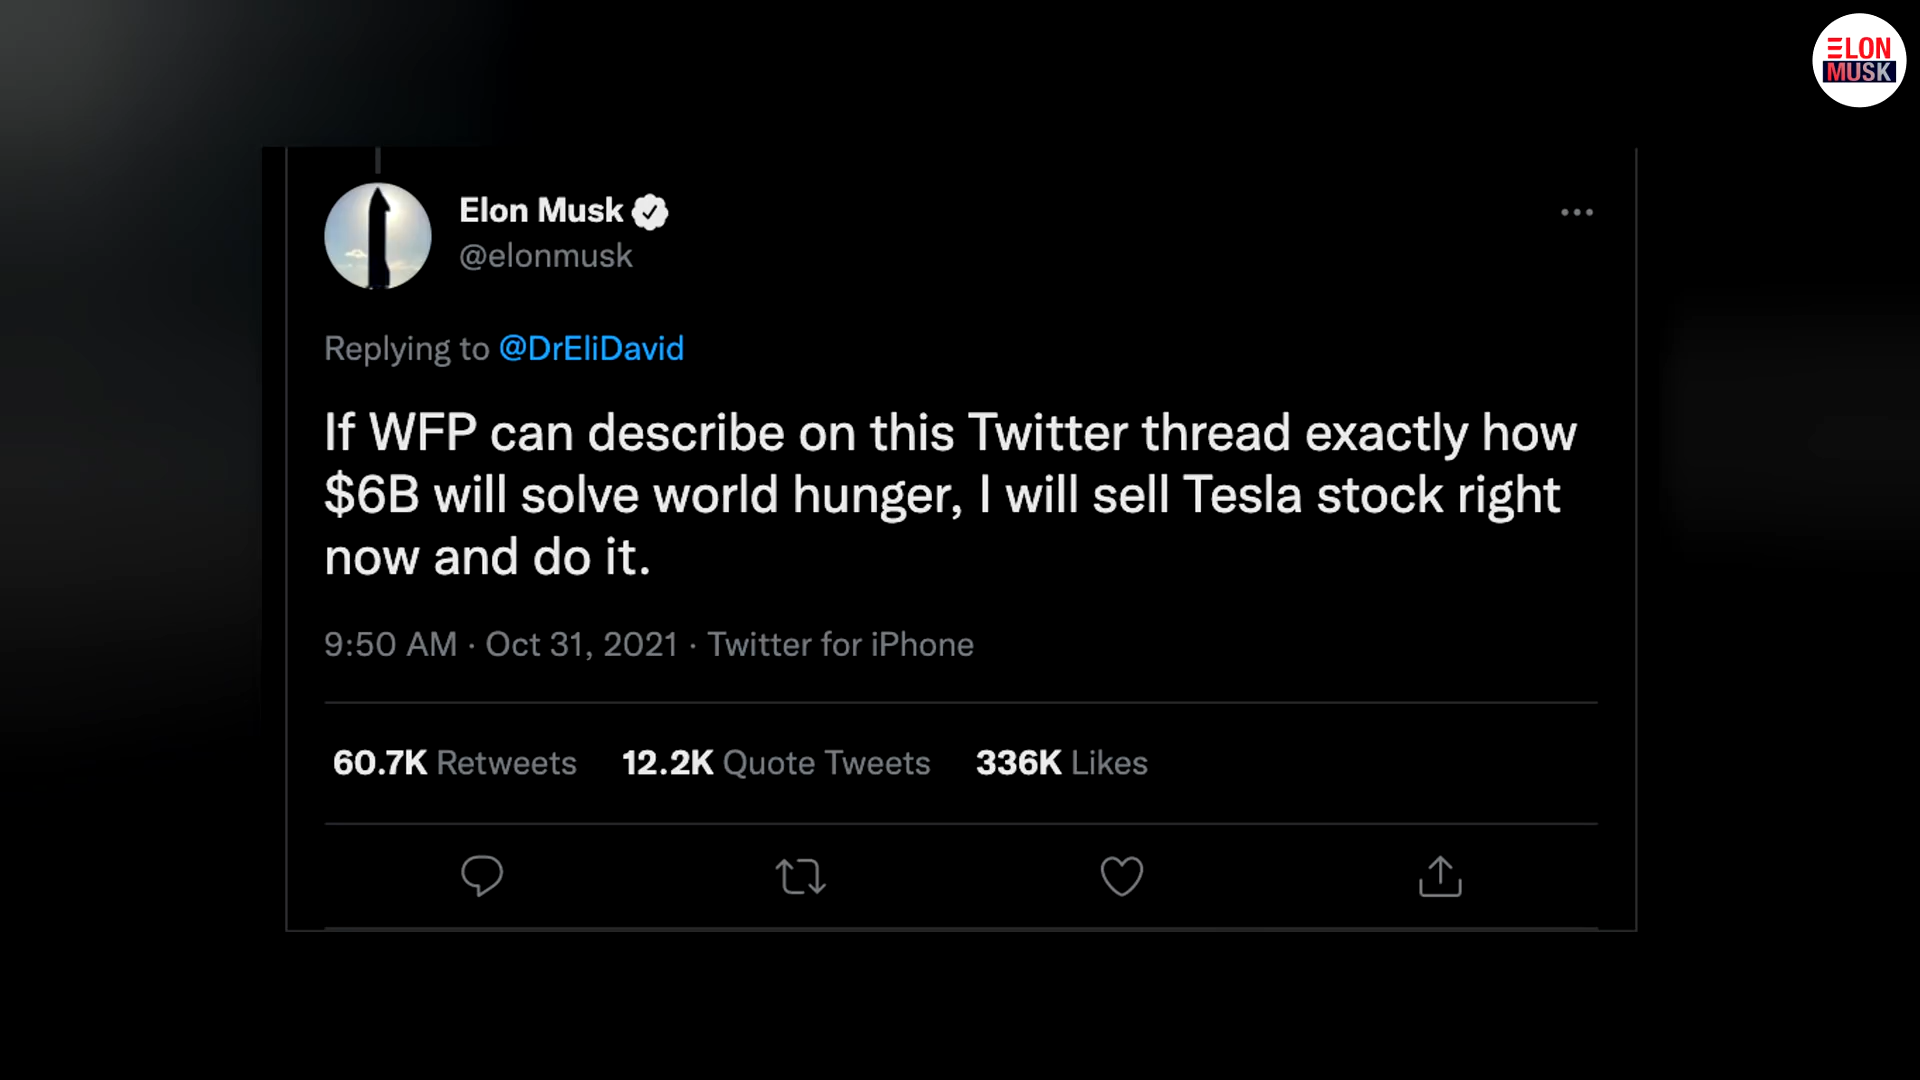 ELON
MUSK
Elon Musk
@elonmusk
Replying to @DrEliDavid
If WFP can describe on this Twitter thread exactly how
$6B will solve world hunger, I will sell Tesla stock right
now and do it.
9:50 AM · Oct 31, 2021 · Twitter for iPhone
60.7K Retweets 12.2K Quote Tweets 336K Likes